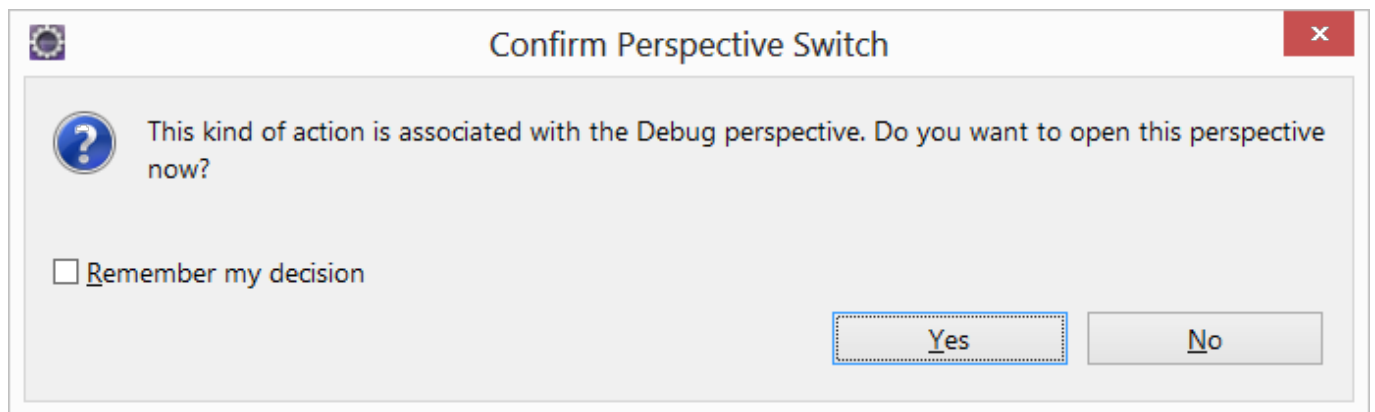 Confirm Perspective Switch
x
This kind of action is associated with the Debug perspective. Do you want to open this perspective
now?
Remember my decision
Yes
No